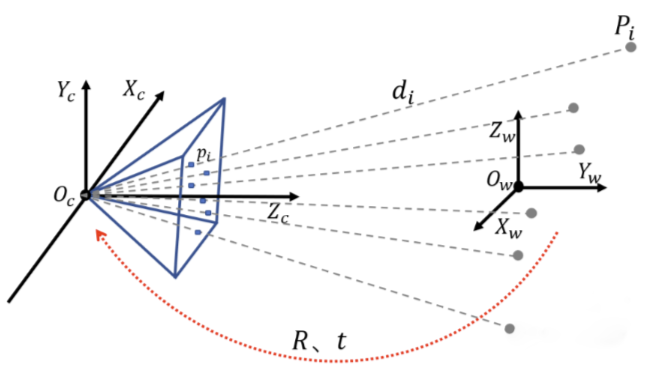 P_i
Y_c
X_c
d_i
Z_w
p_i
O_c
O_w
Y_w
Z_c
X_w
R、t